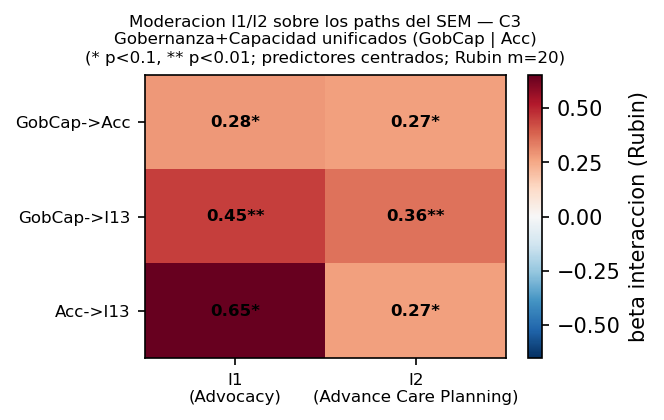 Moderacion I1/I2 sobre los paths del SEM — C3
Gobernanza+Capacidad unificados (GobCap | Acc)
(* p<0.1, ** p<0.01; predictores centrados; Rubin m=20)
GobCap->Acc
0.28*
0.27*
GobCap->I13
0.45**
0.36**
Acc->I13
0.65*
0.27*
I1
(Advocacy)
I2
(Advance Care Planning)
0.50
0.25
0.00
−0.25
−0.50
beta interaccion (Rubin)